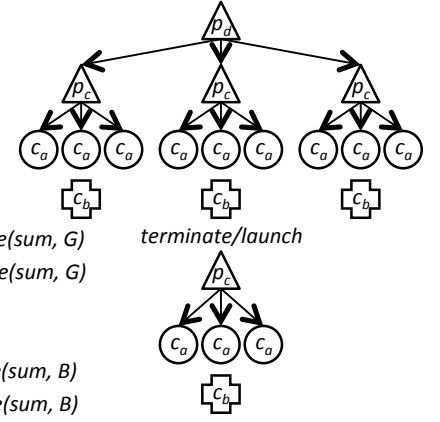 p_d
p_c p_c p_c
c_a c_a c_a c_a c_a c_a c_a c_a c_a
c_b c_b c_b
e(sum, G) terminate/launch
e(sum, G)
p_c
c_a c_a c_a
(sum, B)
c_b
e(sum, B)